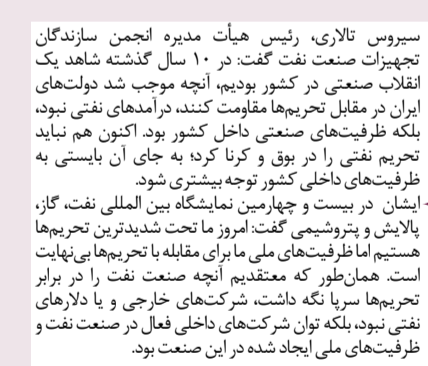 سیروس تالاری، رئیس هیأت مدیره انجمن سازندگان
تجهیزات صنعت نفت گفت: در ۱۰ سال گذشته شاهد یک
انقلاب صنعتی در کشور بودیم، آنچه موجب شد دولت‌های
ایران در مقابل تحریم‌ها مقاومت کنند، درآمدهای نفتی نبود،
بلکه ظرفیت‌های صنعتی داخل کشور بود. اکنون هم نباید
تحریم نفتی را در بوق و کرنا کرد؛ به جای آن بایستی به
ظرفیت‌های داخلی کشور توجه بیشتری شود.
ایشان در بیست و چهارمین نمایشگاه بین المللی نفت، گاز،
پالایش و پتروشیمی گفت: امروز ما تحت شدیدترین تحریم‌ها
هستیم اما ظرفیت‌های ملی ما برای مقابله با تحریم‌ها بی‌نهایت
است. همان‌طور که معتقدیم آنچه صنعت نفت را در برابر
تحریم‌ها سرپا نگه داشت، شرکت‌های خارجی و یا دلارهای
نفتی نبود، بلکه توان شرکت‌های داخلی فعال در صنعت نفت و
ظرفیت‌های ملی ایجاد شده در این صنعت بود.